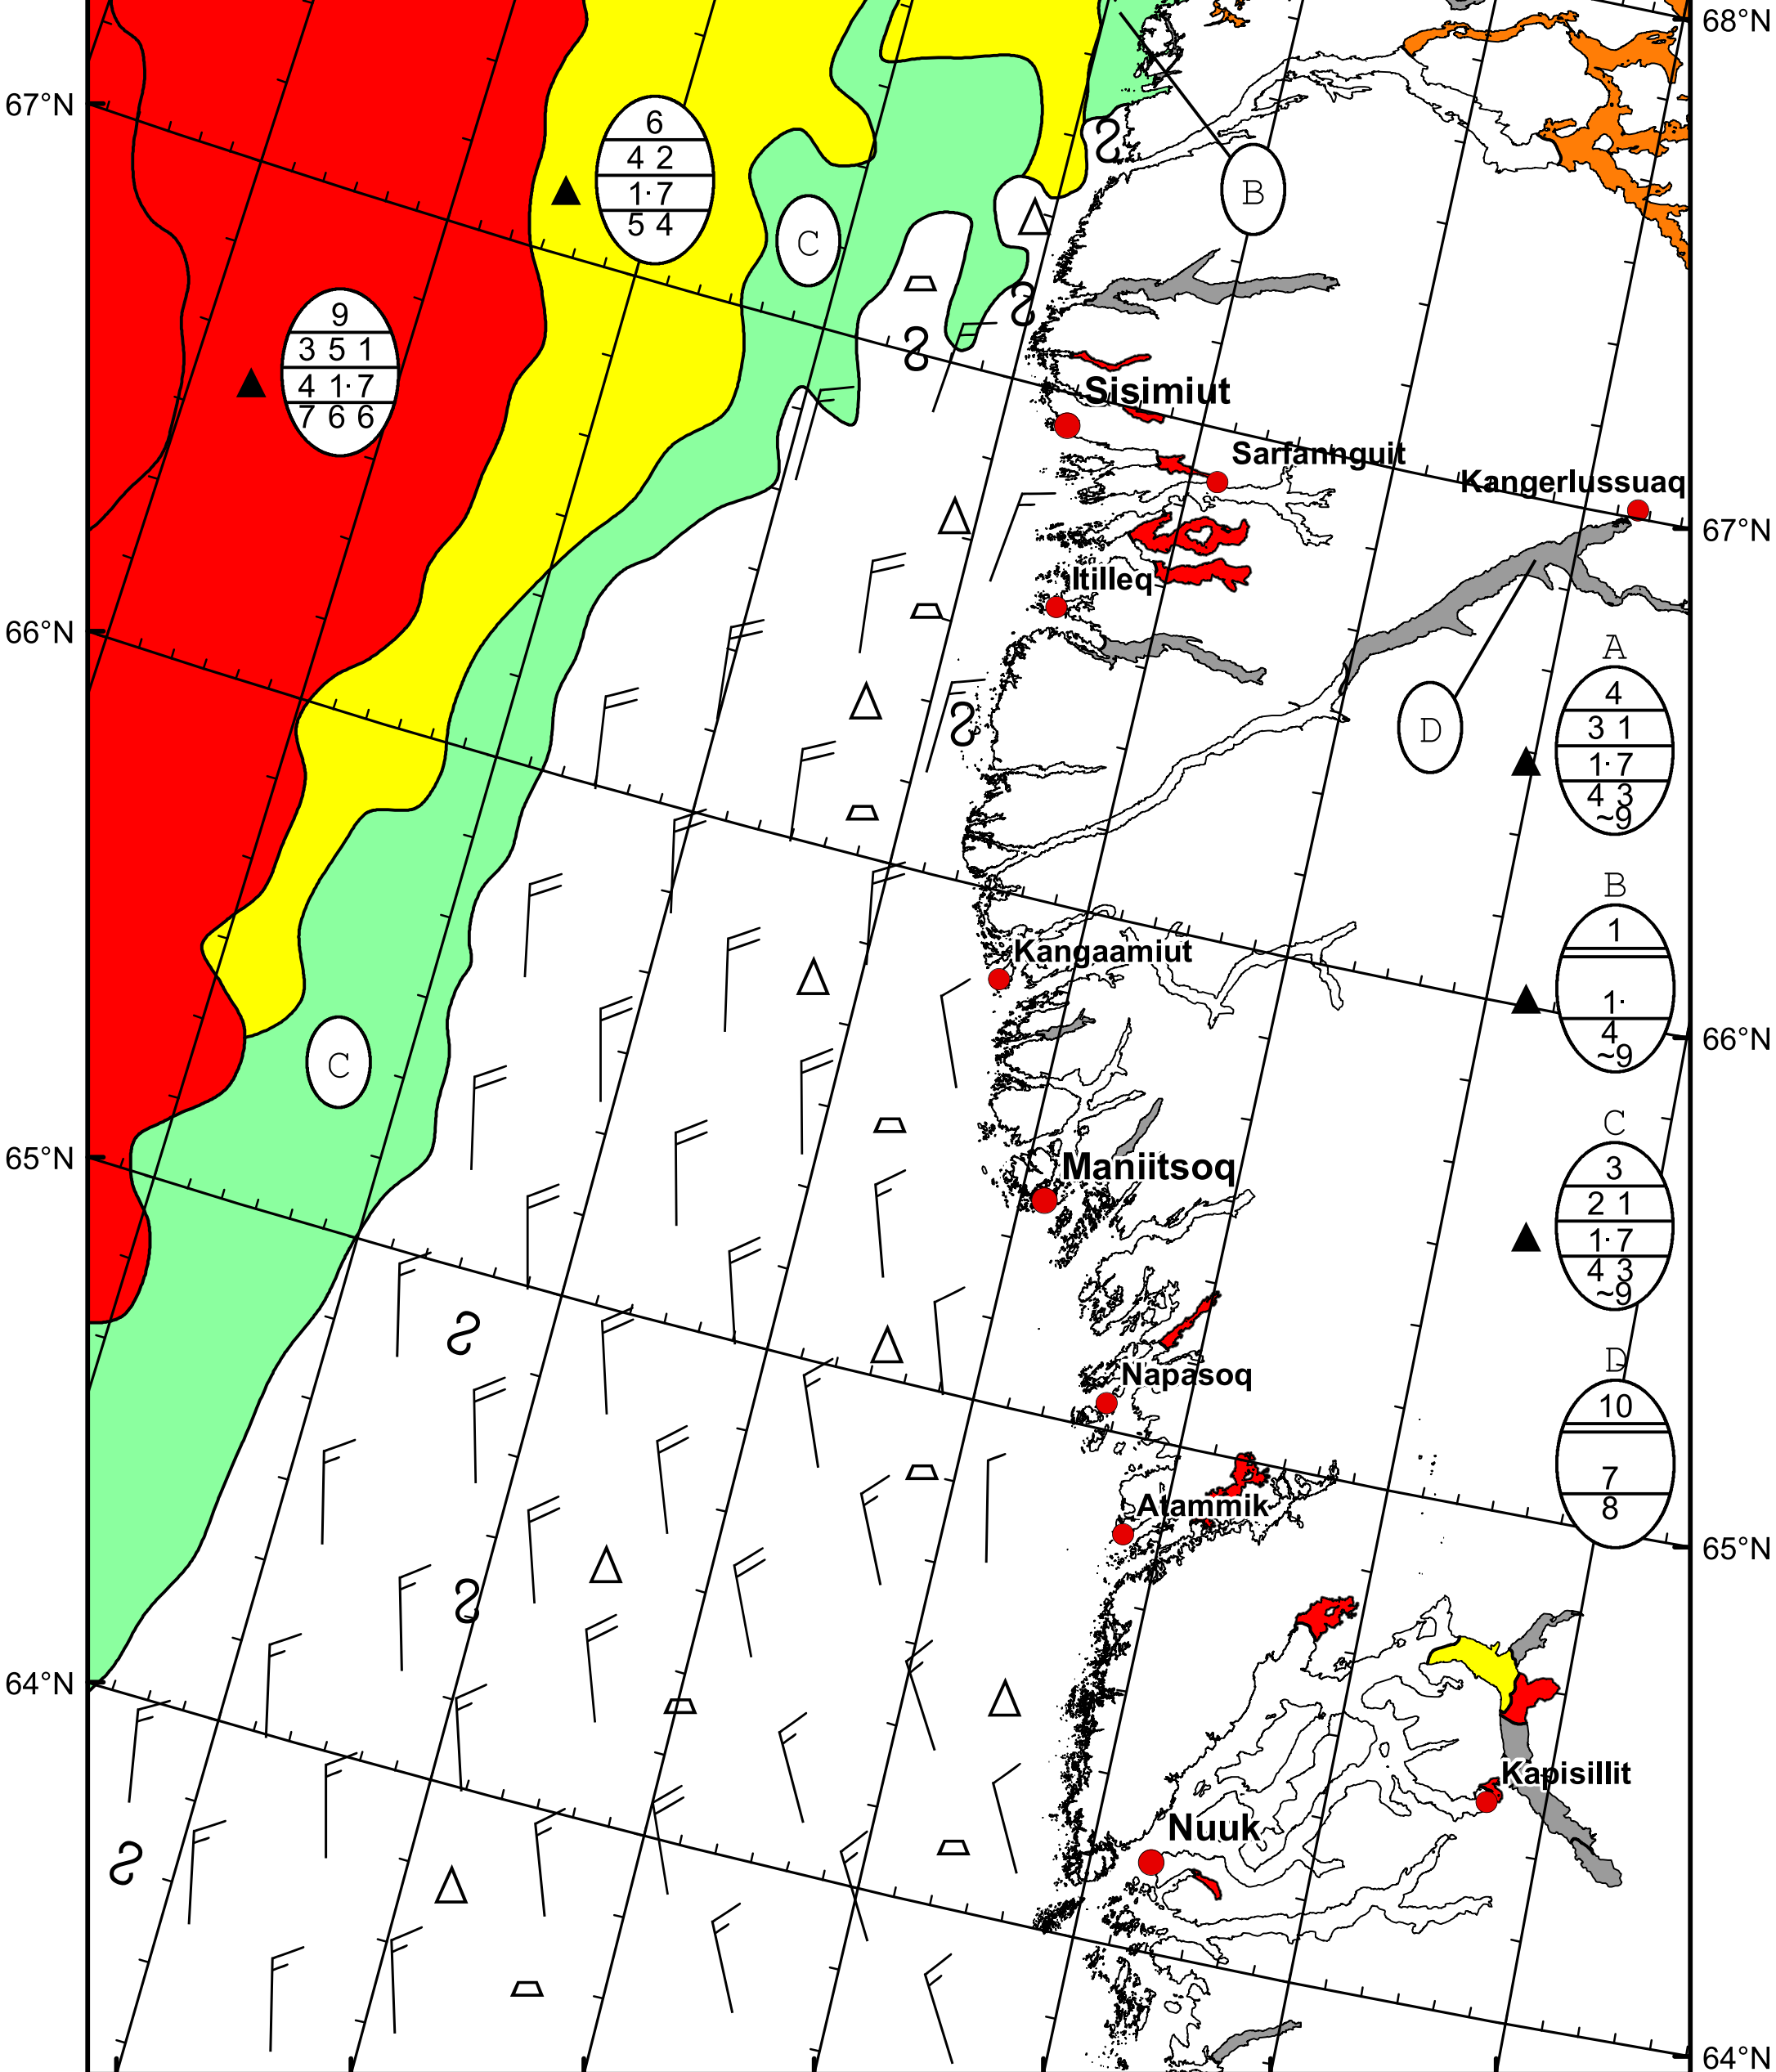 68°N
67°N
6
4 2
1·7
5 4
B
C
9
3 5 1
4 1·7
7 6 6
Sisimiut
Sarfannguit
Kangerlussuaq
67°N
Itilleq
66°N
A
4
3 1
1·7
4 3
~9
D
B
1
1·
4
~9
Kangaamiut
66°N
C
C
3
2 1
1·7
4 3
~9
65°N
Maniitsoq
D
10
7
8
Napasoq
Atammik
65°N
64°N
Kapisillit
Nuuk
64°N